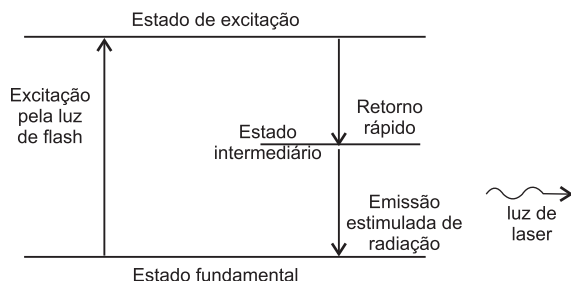 Estado de excitação
Excitação
pela luz
de flash
Retorno
rápido
Estado
intermediário
Emissão
estimulada de
radiação
luz de
laser
Estado fundamental